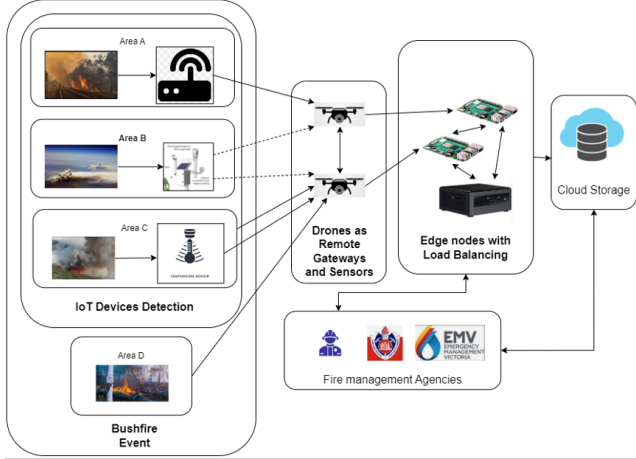 Area A
Area B
Area C
TEMPERATURE SENSOR
IoT Devices Detection
Area D
Bushfire
Event
Drones as
Remote
Gateways
and Sensors
Edge nodes with
Load Balancing
Cloud Storage
EMV
EMERGENCY
MANAGEMENT
VICTORIA
Fire management Agencies